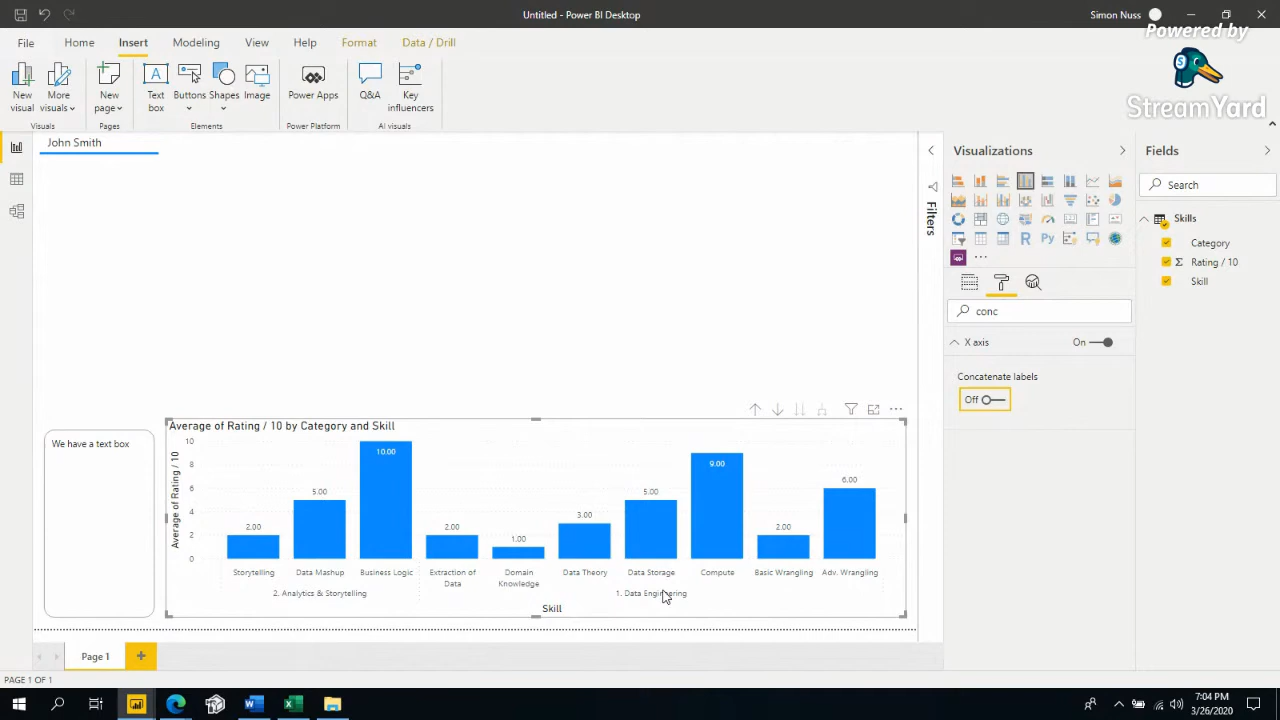 Untitled - Power BI Desktop
Simon Nuss
Powered by
StreamYard
File
Home
Insert
Modeling
View
Help
Format
Data / Drill
New visual
More visuals
New page
Text box
Buttons
Shapes
Image
Power Apps
Q&A
Key influencers
Visuals
Pages
Elements
Power Platform
AI visuals
John Smith
Filters
Visualizations
Fields
Search
Skills
Category
Σ Rating / 10
Skill
R
Py
conc
X axis
On
Concatenate labels
Off
We have a text box
Average of Rating / 10 by Category and Skill
Average of Rating / 10
10
8
6
4
2
0
2.00
5.00
10.00
2.00
1.00
3.00
5.00
9.00
2.00
6.00
Storytelling
Data Mashup
Business Logic
Extraction of Data
Domain Knowledge
Data Theory
Data Storage
Compute
Basic Wrangling
Adv. Wrangling
2. Analytics & Storytelling
1. Data Engineering
Skill
Page 1
PAGE 1 OF 1
7:04 PM
3/26/2020